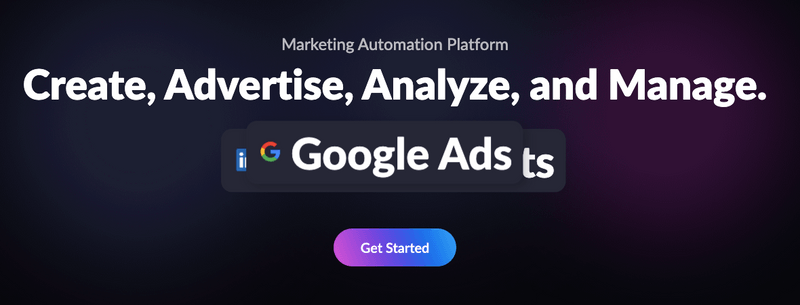 Marketing Automation Platform
Create, Advertise, Analyze, and Manage.
Google Ads
Get Started